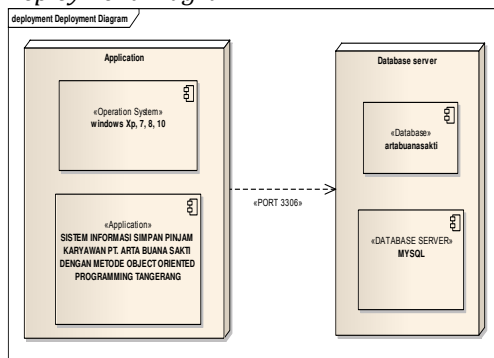 deployment Deployment Diagram
Application
«Operation System»
windows Xp, 7, 8, 10
«Application»
SISTEM INFORMASI SIMPAN PINJAM
KARYAWAN PT. ARTA BUANA SAKTI
DENGAN METODE OBJECT ORIENTED
PROGRAMMING TANGERANG
«PORT 3306»
Database server
«Database»
artabuanasakti
«DATABASE SERVER»
MYSQL